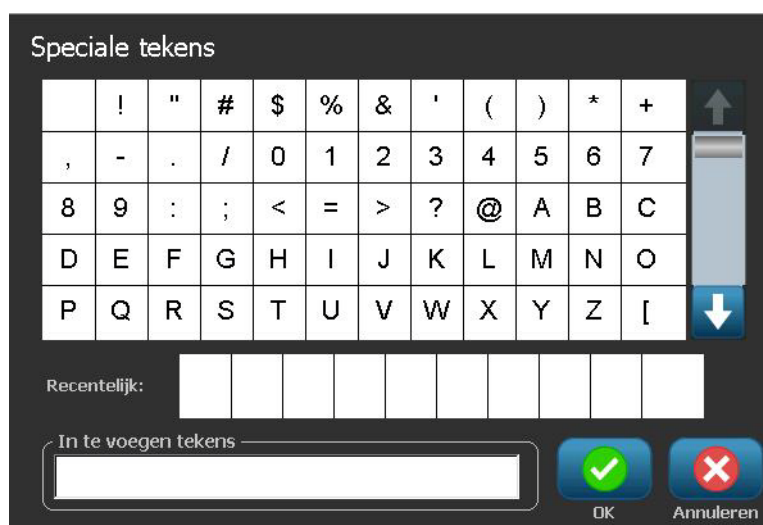 Speciale tekens
! " # $ % & ' ( ) * +
, - . / 0 1 2 3 4 5 6 7
8 9 : ; < = > ? @ A B C
D E F G H I J K L M N O
P Q R S T U V W X Y Z [
Recentelijk:
In te voegen tekens
OK Annuleren